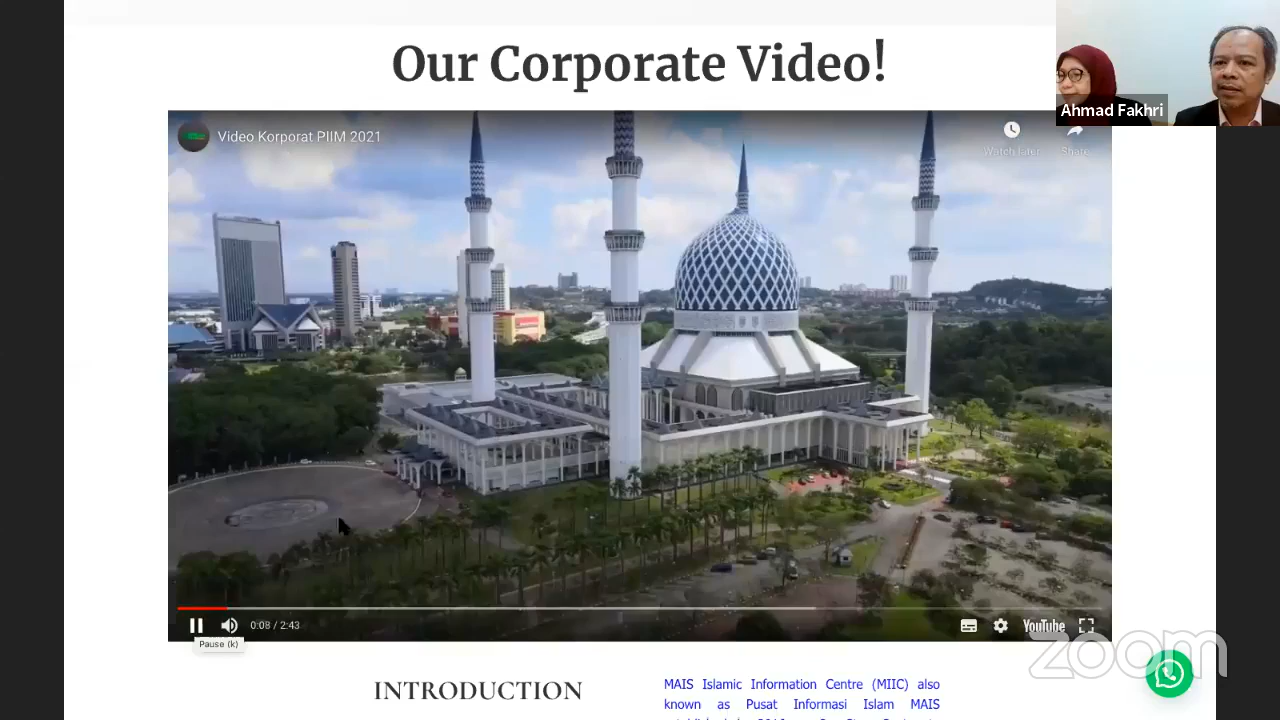 Our Corporate Video!
Ahmad Fakhri
Video Korporat PIIM 2021
Watch later
Share
0:08 / 2:43
YouTube
Pause (k)
zoom
INTRODUCTION
MAIS Islamic Information Centre (MIIC) also
known as Pusat Informasi Islam MAIS